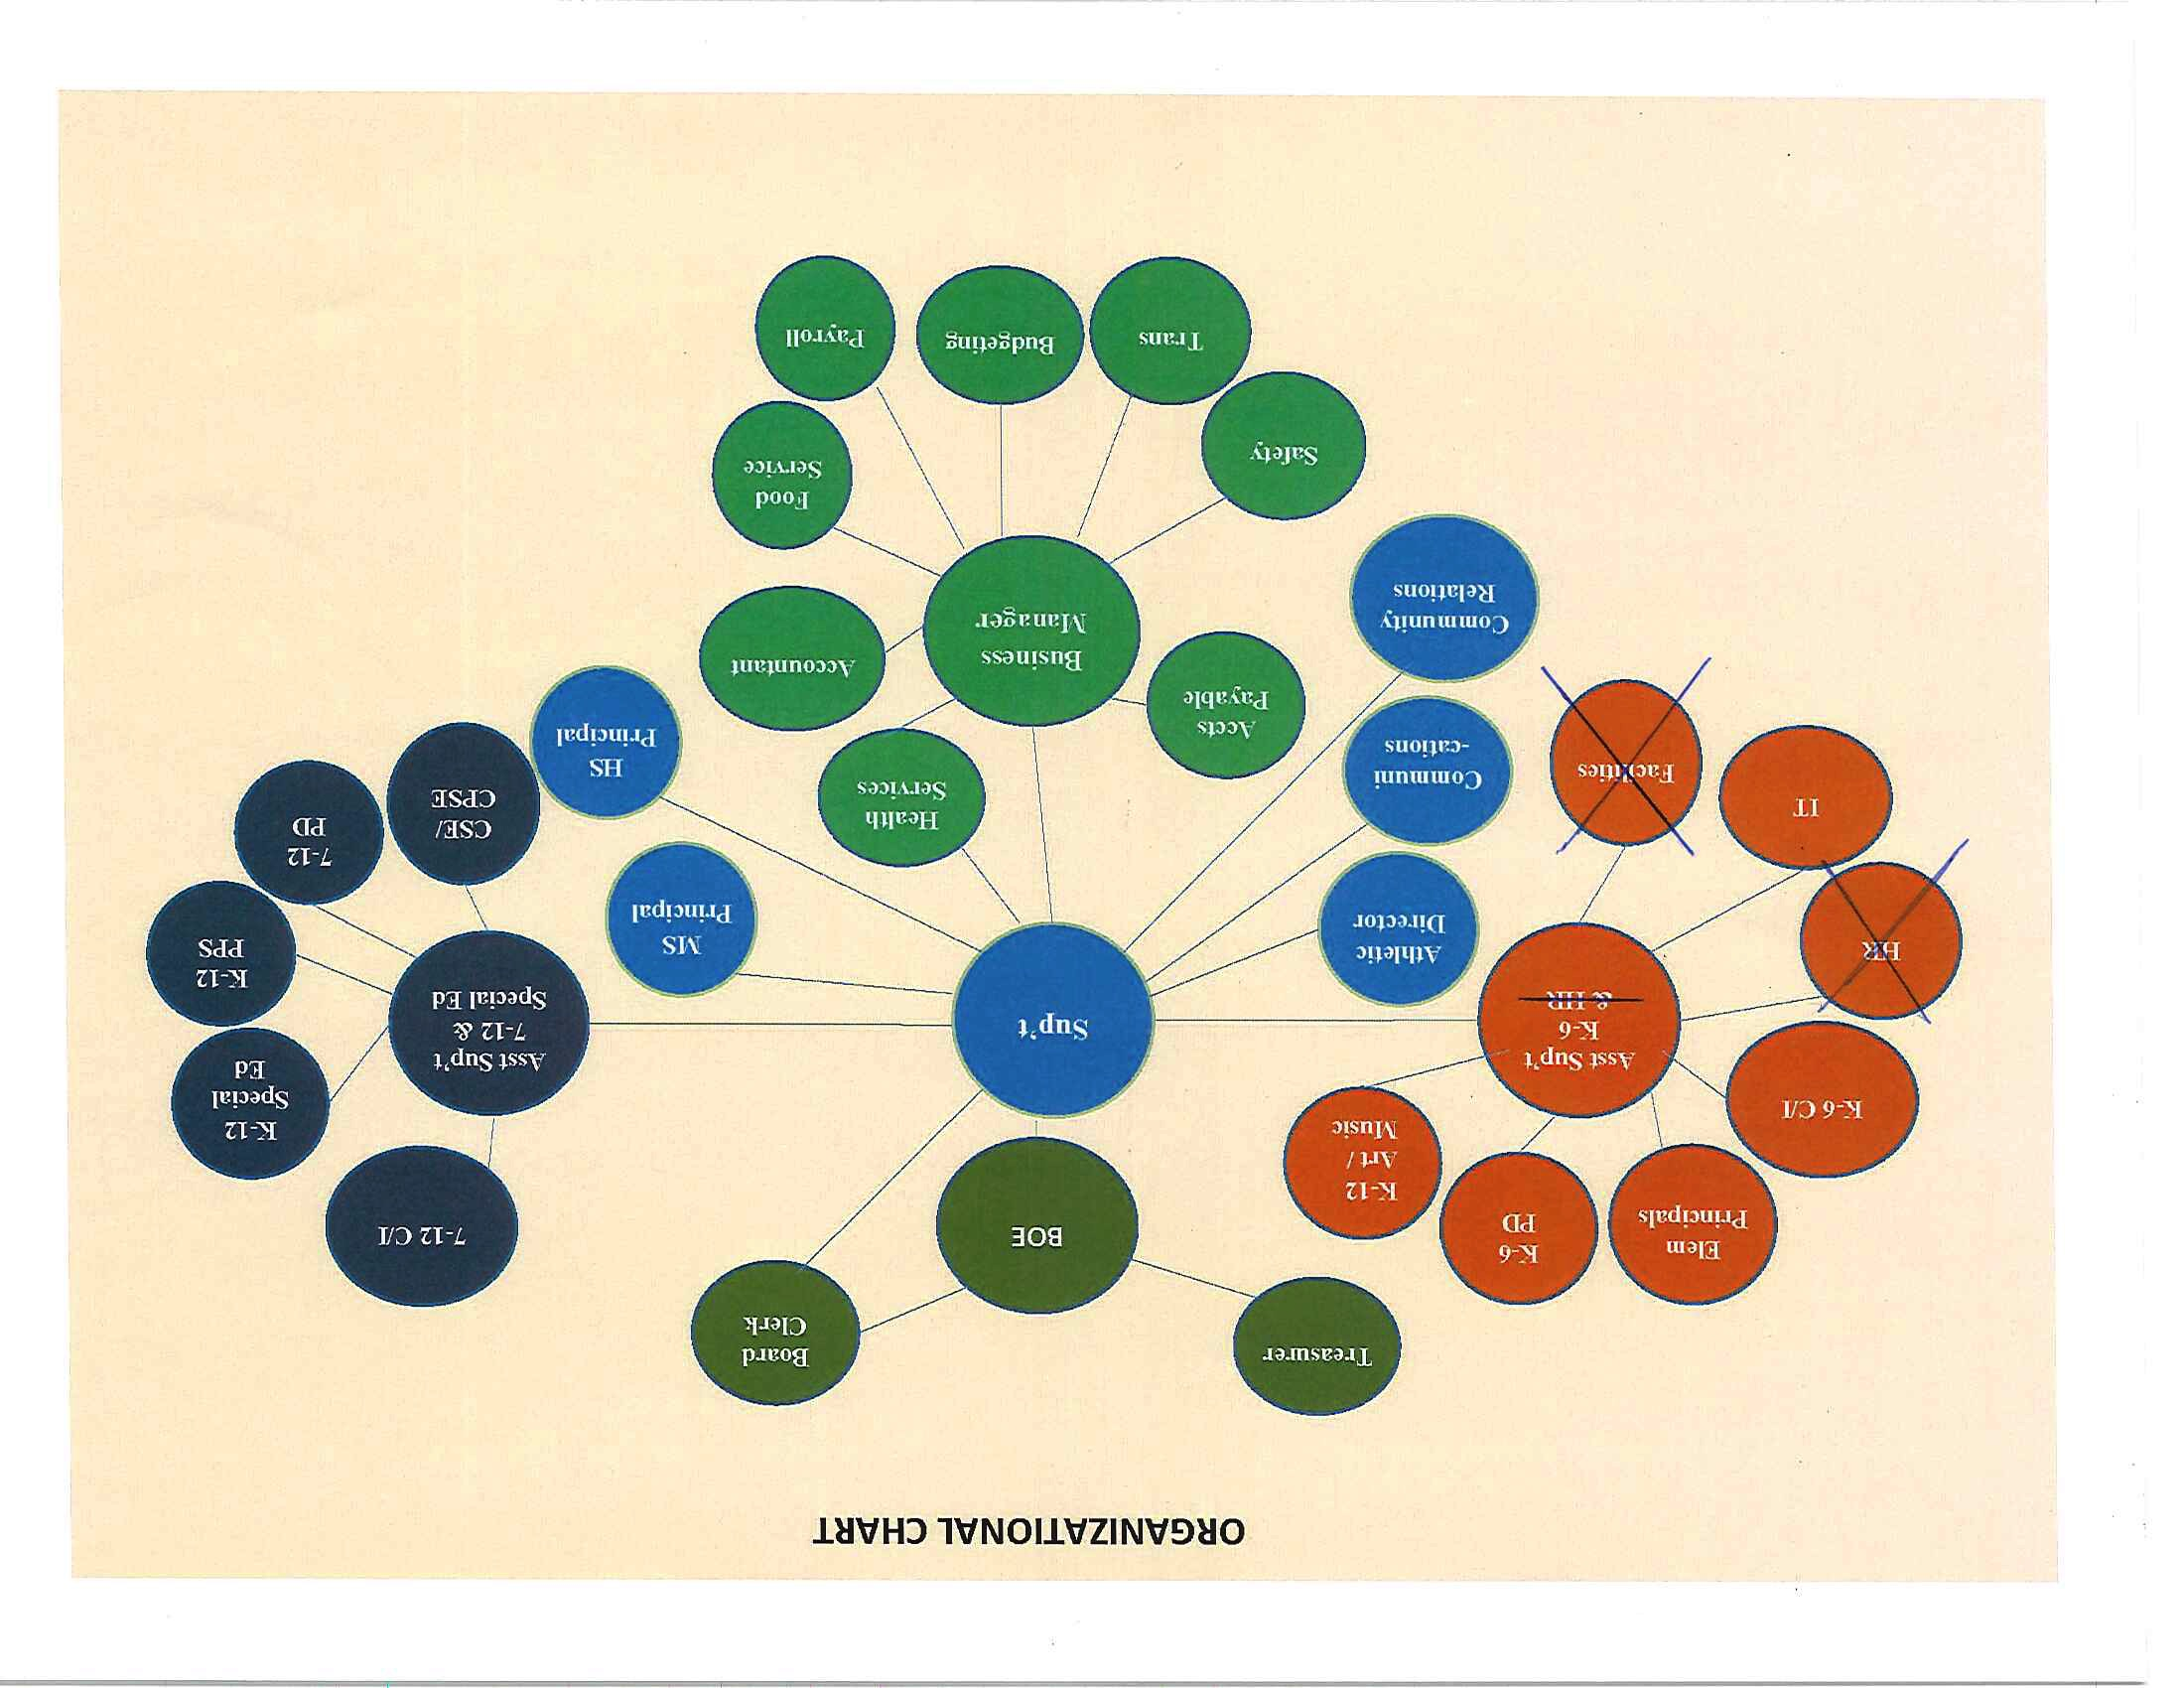 ORGANIZATIONAL CHART
Treasurer
Board
Clerk
BOE
Elem
Principals
K-6
PD
K-12
Art /
Music
7-12 C/I
K-6 C/I
K-12
Special
Ed
Asst Sup't
K-6
& HR
Sup't
Asst Sup't
7-12 &
Special Ed
HR
Athletic
Director
MS
Principal
K-12
PPS
IT
Facilities
Communi
-cations
Health
Services
HS
Principal
CSE/
CPSE
7-12
PD
Accts
Payable
Business
Manager
Accountant
Community
Relations
Safety
Food
Service
Trans
Budgeting
Payroll